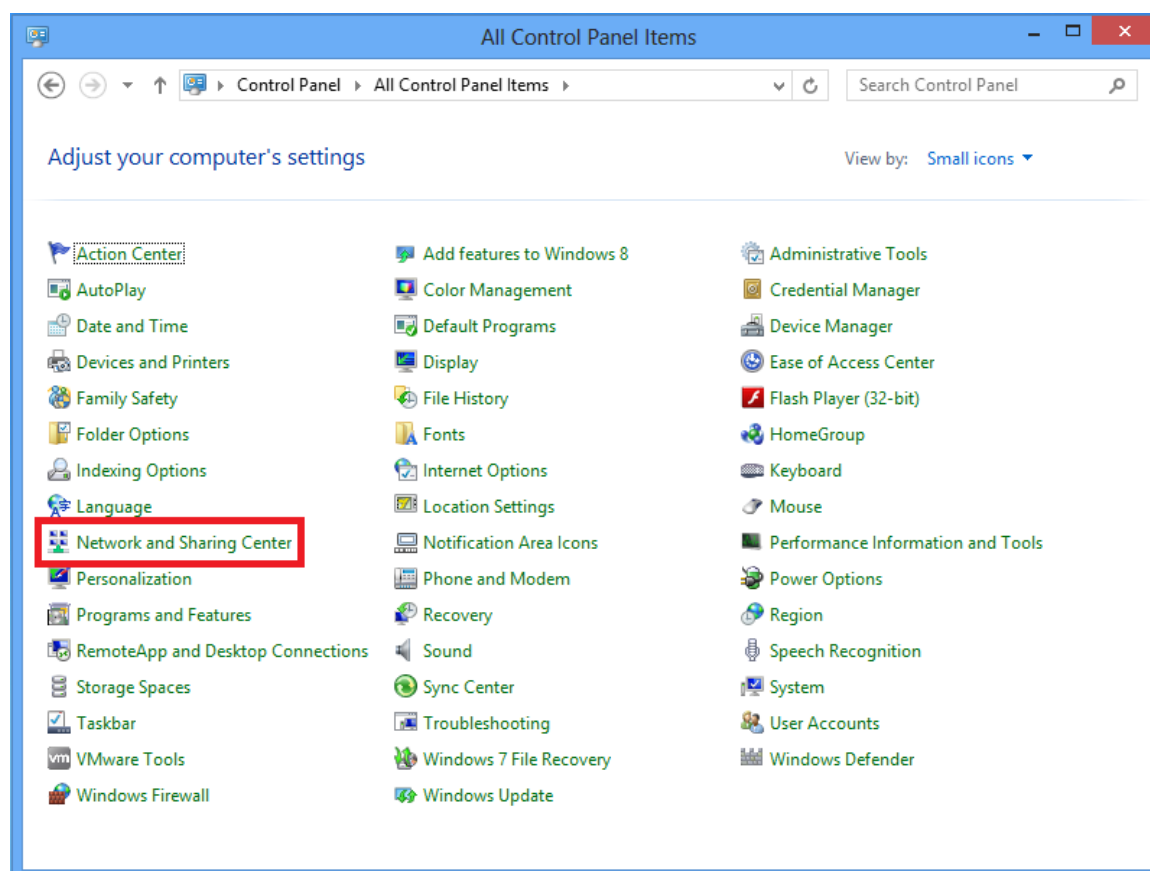 All Control Panel Items
Control Panel All Control Panel Items Search Control Panel
Adjust your computer's settings View by: Small icons
Action Center Add features to Windows 8 Administrative Tools
AutoPlay Color Management Credential Manager
Date and Time Default Programs Device Manager
Devices and Printers Display Ease of Access Center
Family Safety File History Flash Player (32-bit)
Folder Options Fonts HomeGroup
Indexing Options Internet Options Keyboard
Language Location Settings Mouse
Network and Sharing Center Notification Area Icons Performance Information and Tools
Personalization Phone and Modem Power Options
Programs and Features Recovery Region
RemoteApp and Desktop Connections Sound Speech Recognition
Storage Spaces Sync Center System
Taskbar Troubleshooting User Accounts
vm VMware Tools Windows 7 File Recovery Windows Defender
Windows Firewall Windows Update